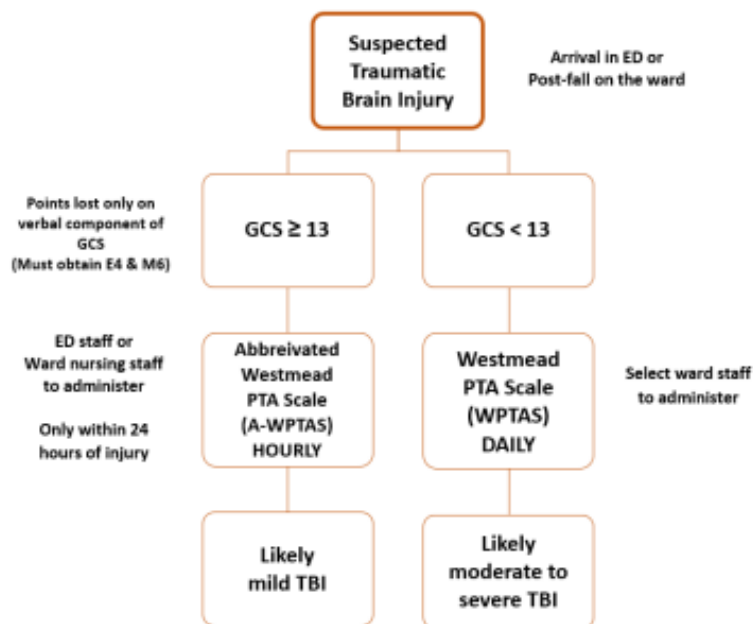 Suspected
Traumatic
Brain Injury
Arrival in ED or
Post-fall on the ward
Points lost only on
verbal component of
GCS
(Must obtain E4 & M6)
GCS ≥ 13
GCS < 13
ED staff or
Ward nursing staff
to administer
Only within 24
hours of injury
Abbreivated
Westmead
PTA Scale
(A-WPTAS)
HOURLY
Westmead
PTA Scale
(WPTAS)
DAILY
Select ward staff
to administer
Likely
mild TBI
Likely
moderate to
severe TBI